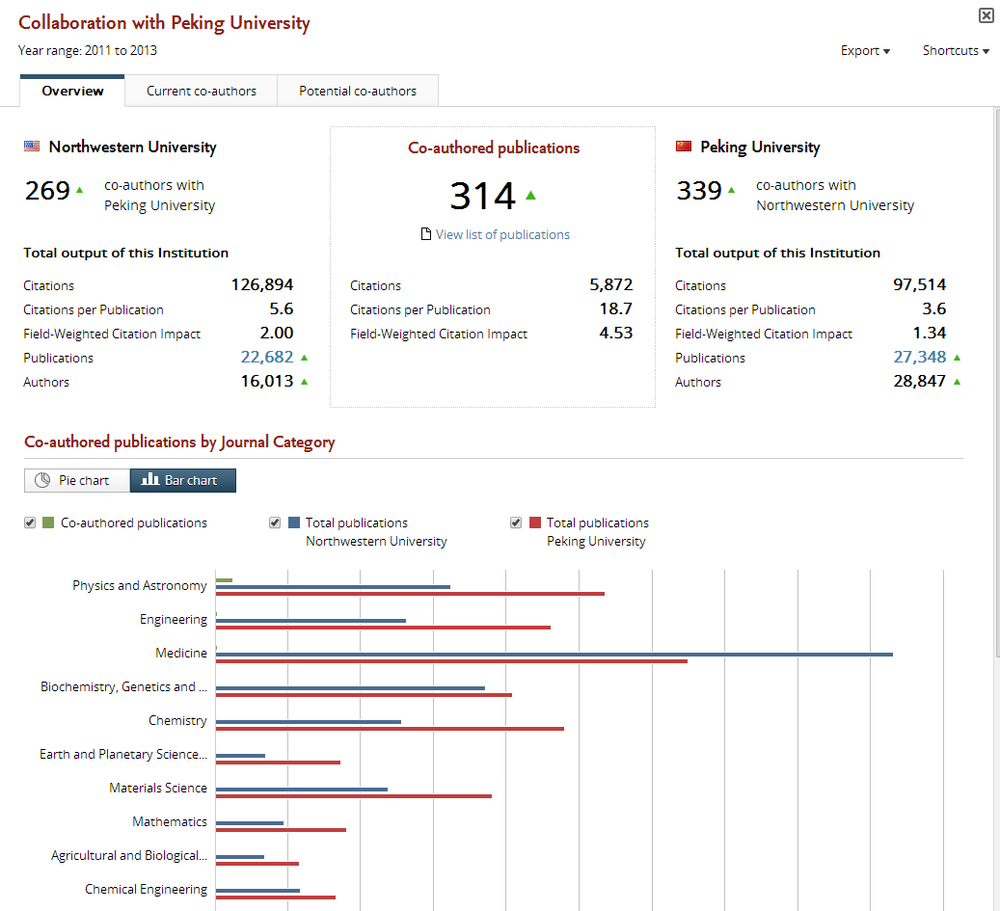 Collaboration with Peking University
Year range: 2011 to 2013
Export
Shortcuts
Overview
Current co-authors
Potential co-authors
Northwestern University
269
co-authors with
Peking University
Total output of this Institution
Citations 126,894
Citations per Publication 5.6
Field-Weighted Citation Impact 2.00
Publications 22,682
Authors 16,013
Co-authored publications
314
View list of publications
Citations 5,872
Citations per Publication 18.7
Field-Weighted Citation Impact 4.53
Peking University
339
co-authors with
Northwestern University
Total output of this Institution
Citations 97,514
Citations per Publication 3.6
Field-Weighted Citation Impact 1.34
Publications 27,348
Authors 28,847
Co-authored publications by Journal Category
Pie chart
Bar chart
Co-authored publications
Total publications
Northwestern University
Total publications
Peking University
Physics and Astronomy
Engineering
Medicine
Biochemistry, Genetics and ...
Chemistry
Earth and Planetary Science...
Materials Science
Mathematics
Agricultural and Biological...
Chemical Engineering